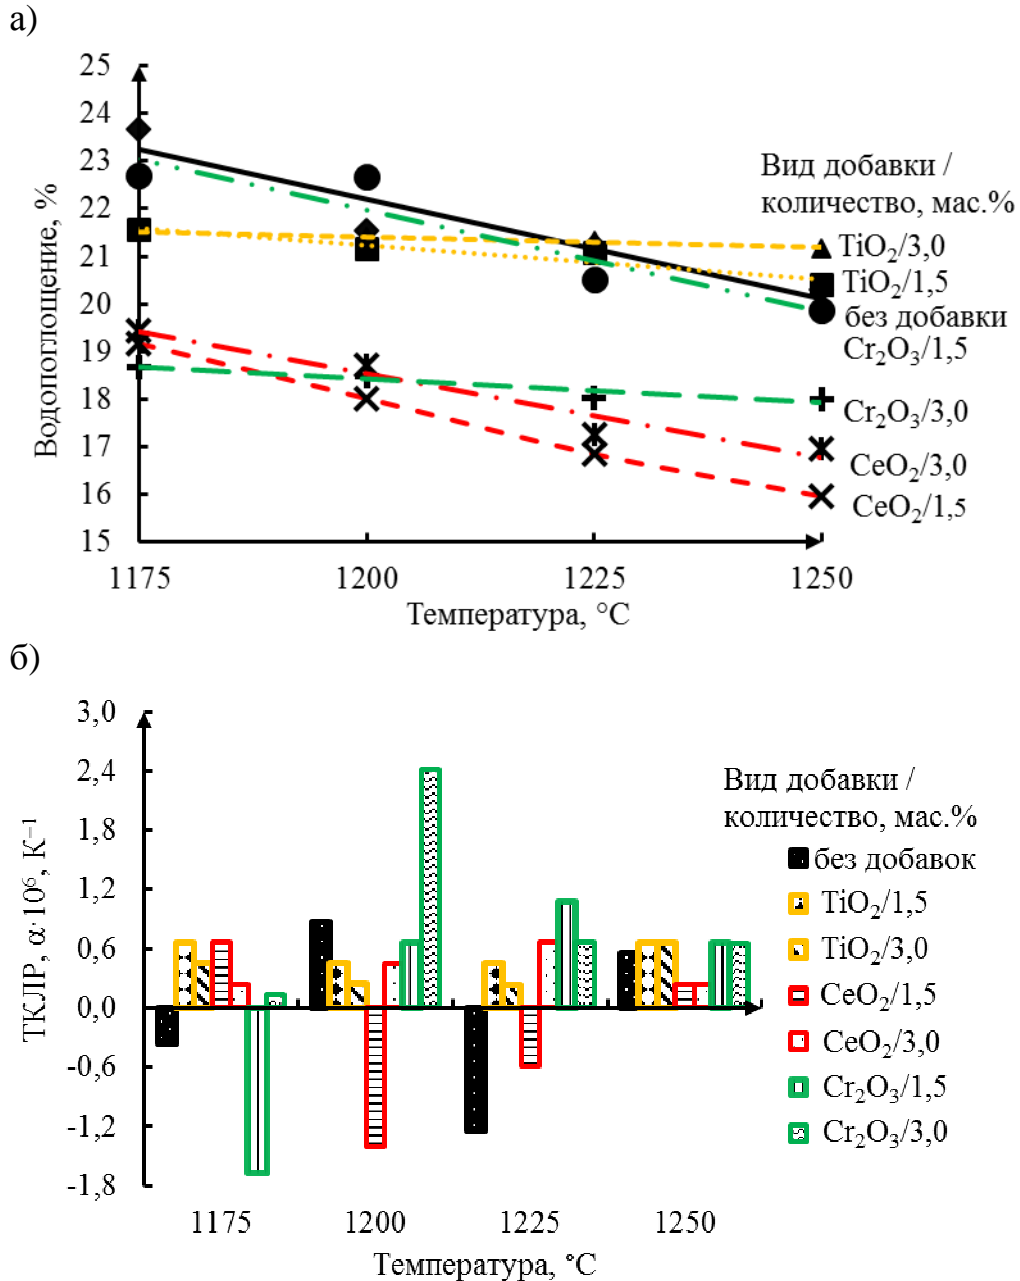 а)
25
24
23
22
21
20
19
18
17
16
15
Водопоглощение, %
1175
1200
1225
1250
Температура, °C
Вид добавки /
количество, мас.%
TiO₂/3,0
TiO₂/1,5
без добавки
Cr₂O₃/1,5
Cr₂O₃/3,0
CeO₂/3,0
CeO₂/1,5
б)
3,0
2,4
1,8
1,2
0,6
0,0
-0,6
-1,2
-1,8
ТКЛР, α·10⁶, К⁻¹
1175
1200
1225
1250
Температура, °C
Вид добавки /
количество, мас.%
без добавок
TiO₂/1,5
TiO₂/3,0
CeO₂/1,5
CeO₂/3,0
Cr₂O₃/1,5
Cr₂O₃/3,0